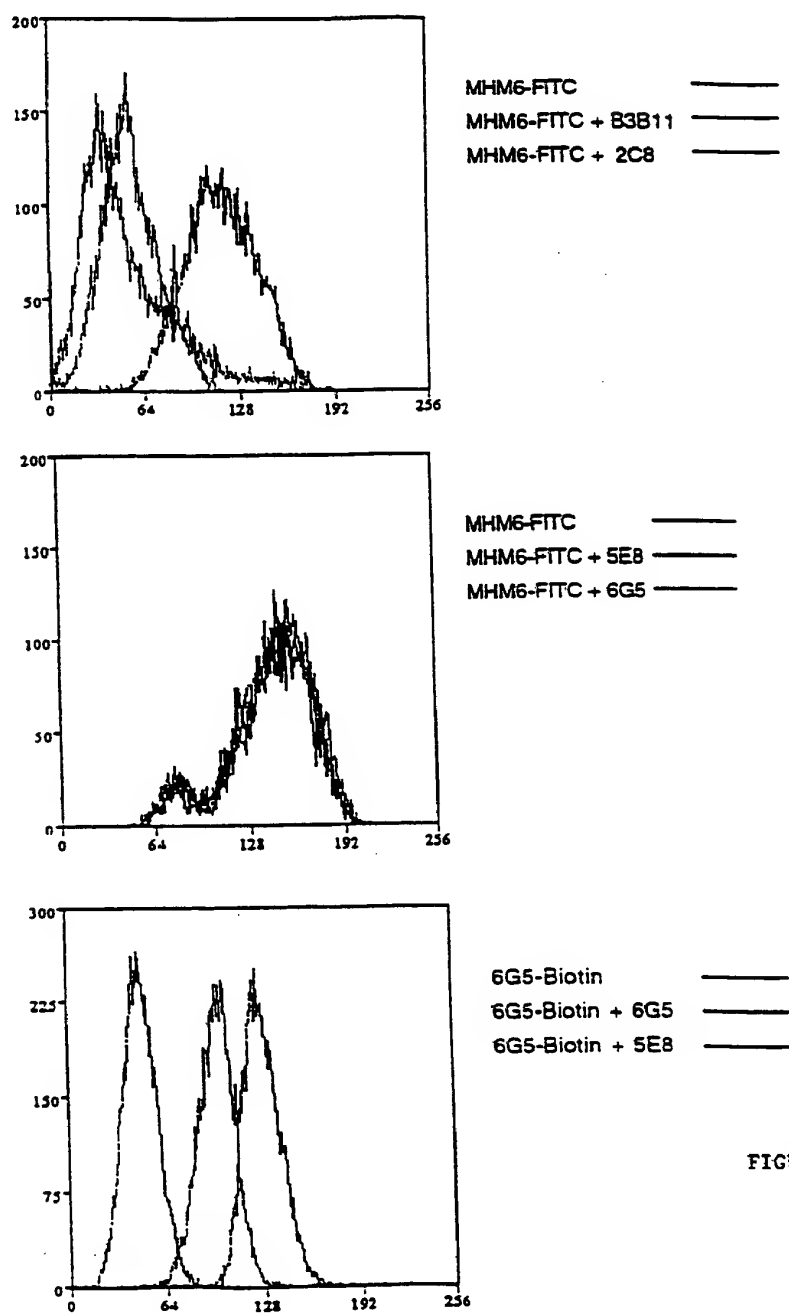 200
150
100
50
0
0 64 128 192 256
MHM6-FITC
MHM6-FITC + B3B11
MHM6-FITC + 2C8
200
150
100
50
0
0 64 128 192 256
MHM6-FITC
MHM6-FITC + 5E8
MHM6-FITC + 6G5
300
225
150
75
0
0 64 128 192 256
6G5-Biotin
6G5-Biotin + 6G5
6G5-Biotin + 5E8